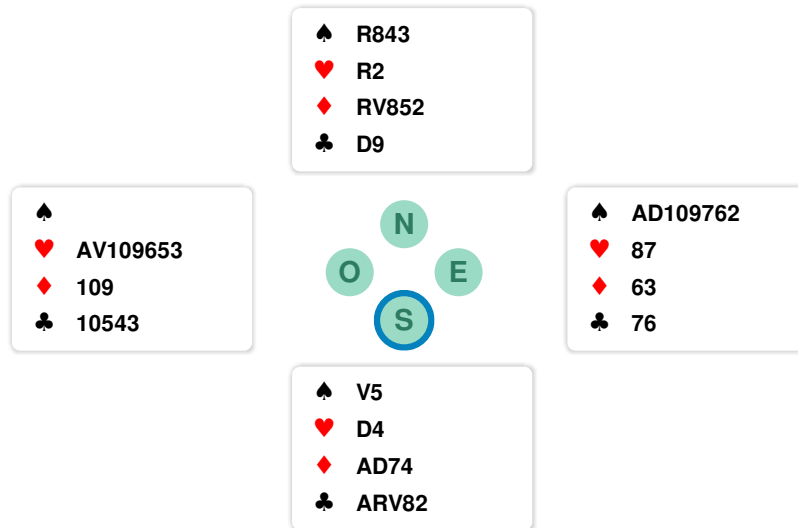 ♠ R843
♥ R2
♦ RV852
♣ D9
♠
♥ AV109653
♦ 109
♣ 10543
N
O E
S
♠ AD109762
♥ 87
♦ 63
♣ 76
♠ V5
♥ D4
♦ AD74
♣ ARV82